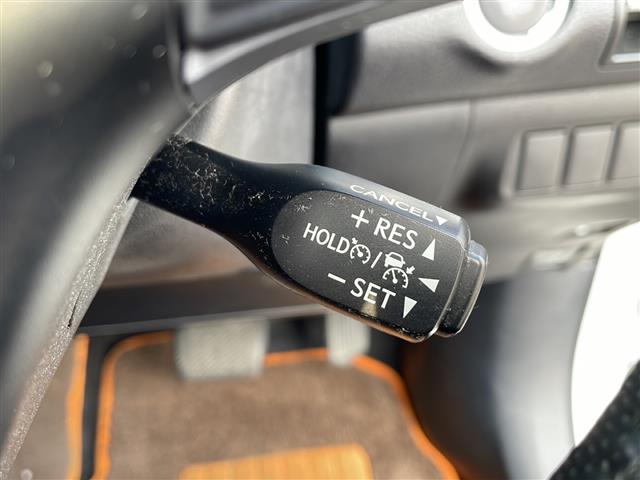 CANCEL▼
+ RES ▲
HOLD /
− SET ▼